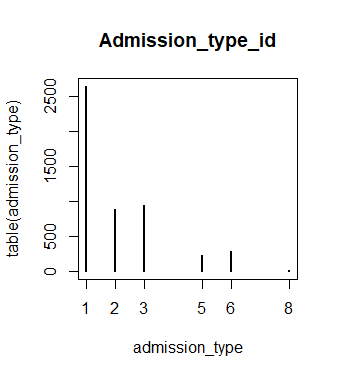 Admission_type_id
table(admission_type)
2500
1500
500
0
1 2 3 5 6 8
admission_type